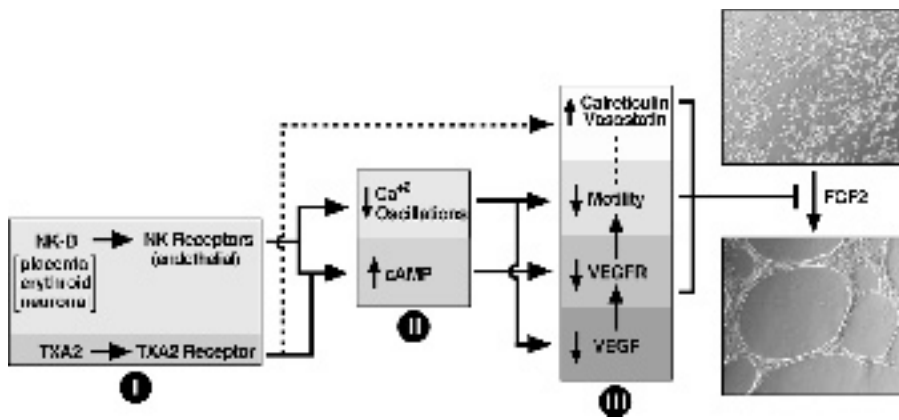 NK-B
NK Receptors
(endothelial)
placenta
erythroid
neuronal
TXA2
TXA2 Receptor
I
Ca+2
Oscillations
cAMP
II
Calreticulin
Vasostatin
Motility
VEGFR
VEGF
III
FGF2